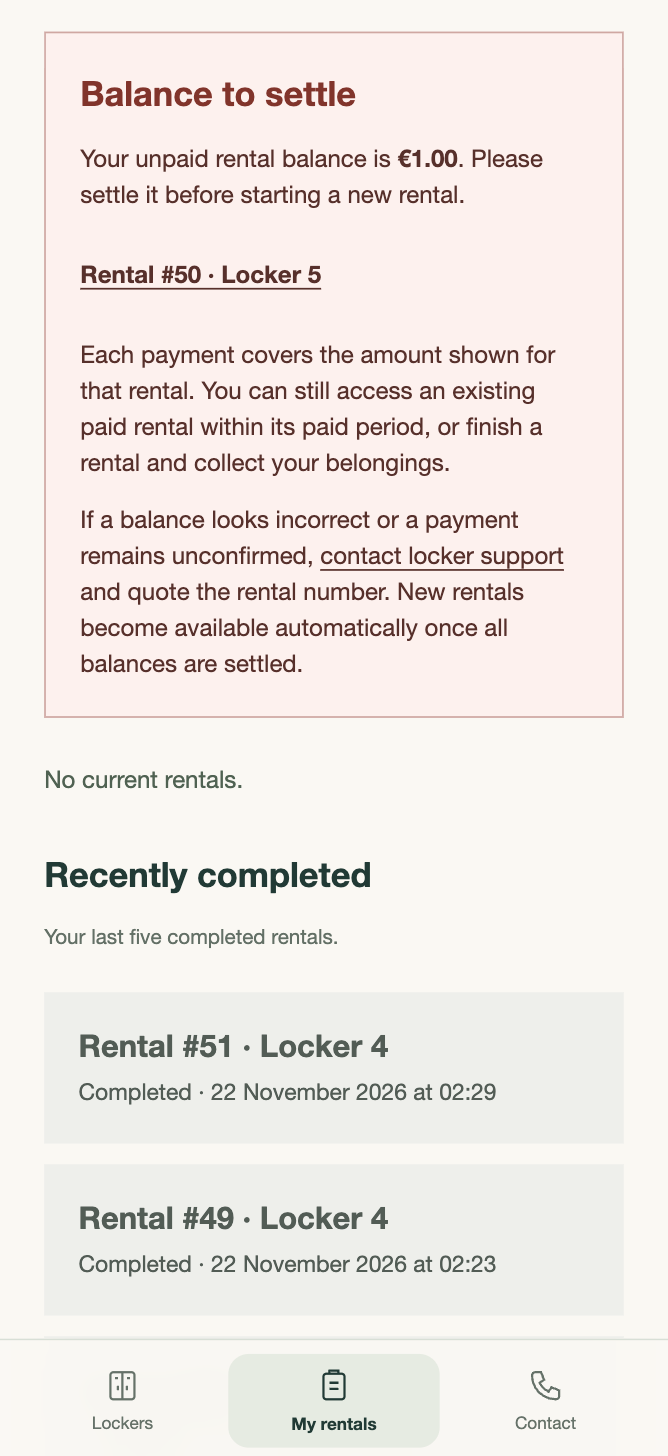 Balance to settle
Your unpaid rental balance is €1.00. Please
settle it before starting a new rental.
Rental #50 · Locker 5
Each payment covers the amount shown for
that rental. You can still access an existing
paid rental within its paid period, or finish a
rental and collect your belongings.
If a balance looks incorrect or a payment
remains unconfirmed, contact locker support
and quote the rental number. New rentals
become available automatically once all
balances are settled.
No current rentals.
Recently completed
Your last five completed rentals.
Rental #51 · Locker 4
Completed · 22 November 2026 at 02:29
Rental #49 · Locker 4
Completed · 22 November 2026 at 02:23
Lockers
My rentals
Contact